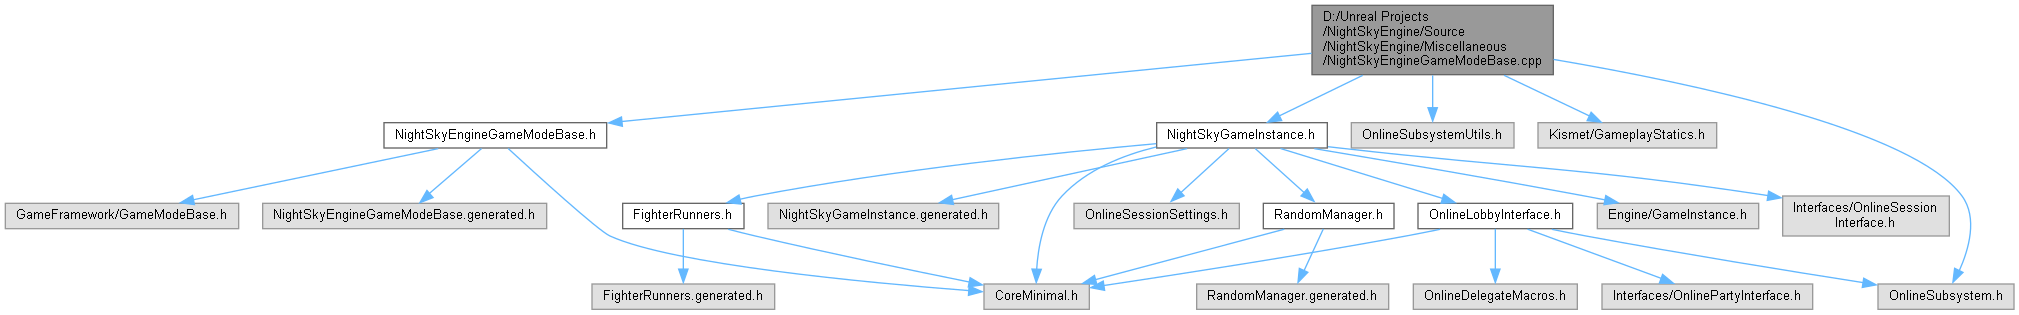 D:/Unreal Projects
/NightSkyEngine/Source
/NightSkyEngine/Miscellaneous
/NightSkyEngineGameModeBase.cpp
NightSkyEngineGameModeBase.h
NightSkyGameInstance.h
OnlineSubsystemUtils.h
Kismet/GameplayStatics.h
GameFramework/GameModeBase.h
NightSkyEngineGameModeBase.generated.h
FighterRunners.h
NightSkyGameInstance.generated.h
OnlineSessionSettings.h
RandomManager.h
OnlineLobbyInterface.h
Engine/GameInstance.h
Interfaces/OnlineSession
Interface.h
FighterRunners.generated.h
CoreMinimal.h
RandomManager.generated.h
OnlineDelegateMacros.h
Interfaces/OnlinePartyInterface.h
OnlineSubsystem.h